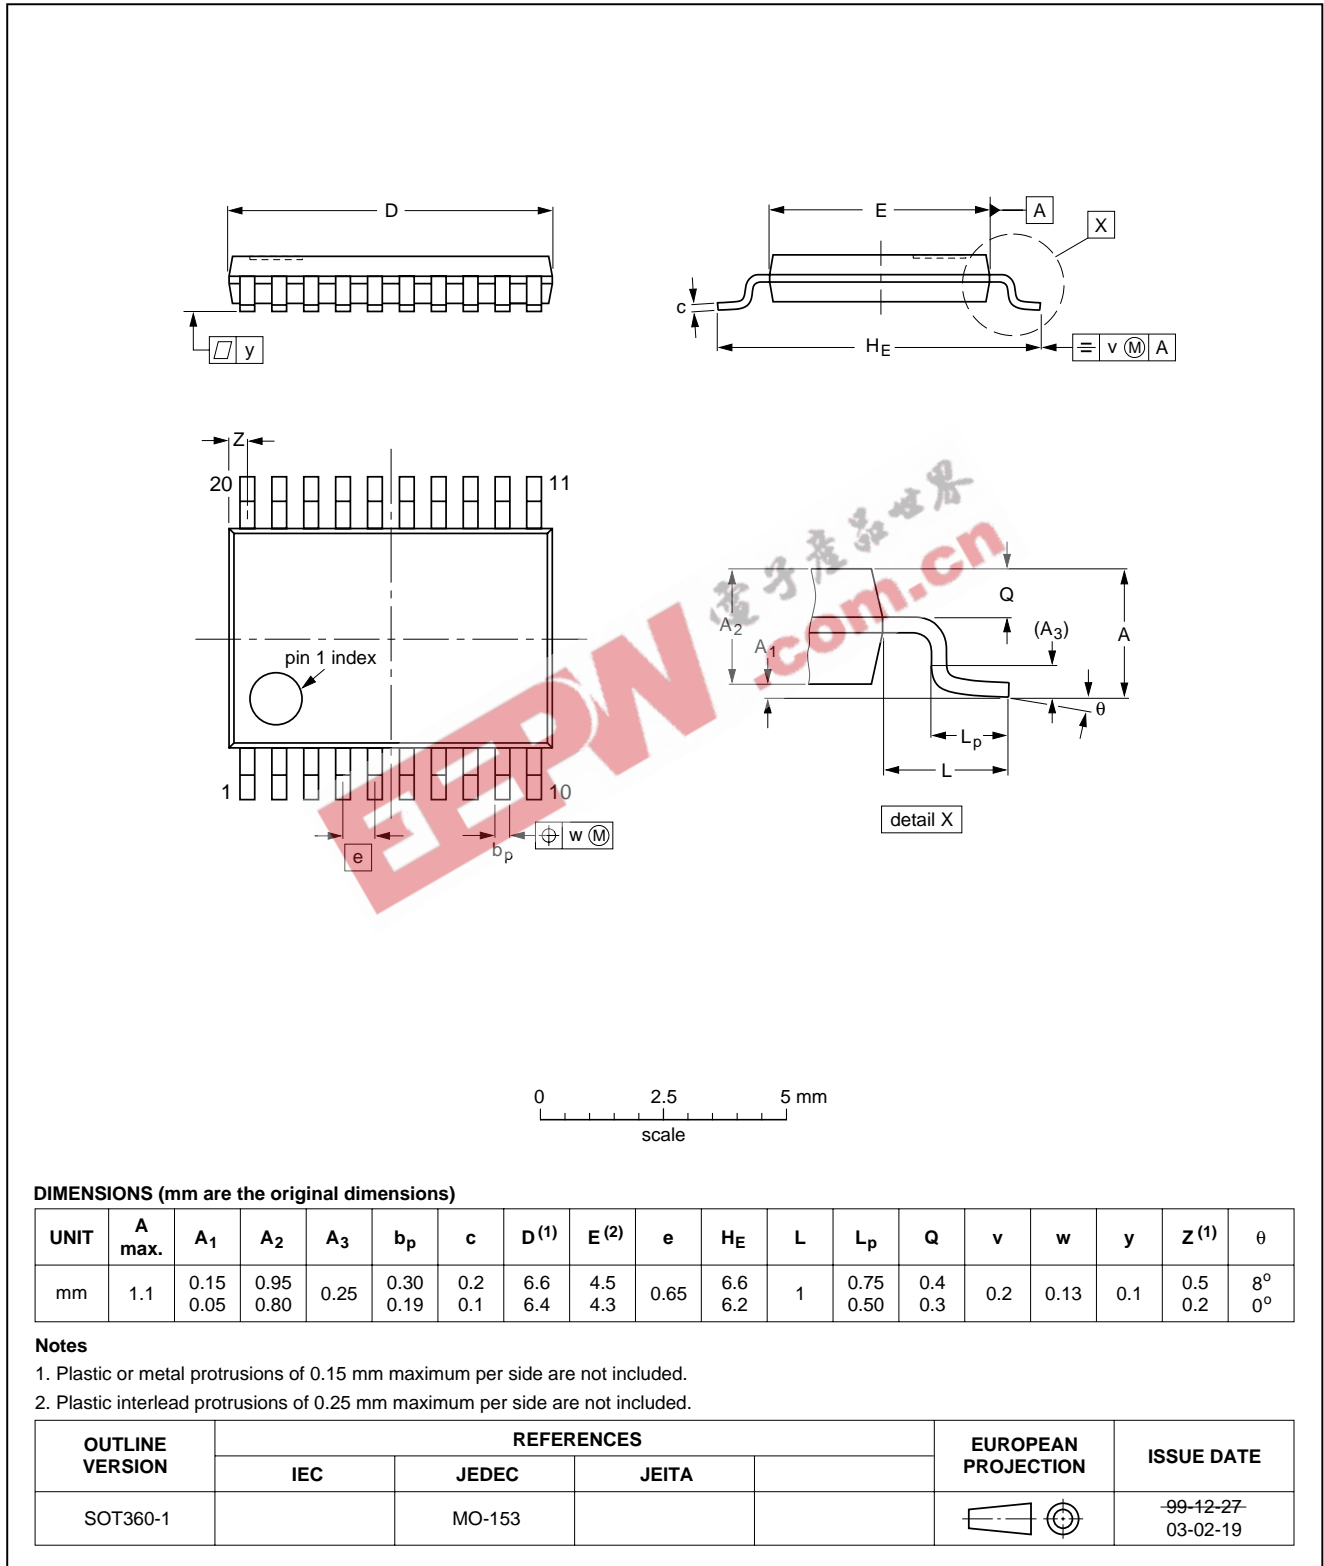 D
E
A
X
c
y
HE
v M A
Z
20
11
pin 1 index
1
10
e
bp
w M
A2
A1
Q
(A3)
A
θ
Lp
L
detail X
電子產品世界
EEPW
.com.cn
0 2.5 5 mm
scale
DIMENSIONS (mm are the original dimensions)
UNIT A max. A1 A2 A3 bp c D(1) E(2) e HE L Lp Q v w y Z(1) θ
mm 1.1 0.15 0.05 0.95 0.80 0.25 0.30 0.19 0.2 0.1 6.6 6.4 4.5 4.3 0.65 6.6 6.2 1 0.75 0.50 0.4 0.3 0.2 0.13 0.1 0.5 0.2 8° 0°
Notes
1. Plastic or metal protrusions of 0.15 mm maximum per side are not included.
2. Plastic interlead protrusions of 0.25 mm maximum per side are not included.
OUTLINE VERSION REFERENCES EUROPEAN PROJECTION ISSUE DATE
IEC JEDEC JEITA
SOT360-1 MO-153 99-12-27
03-02-19